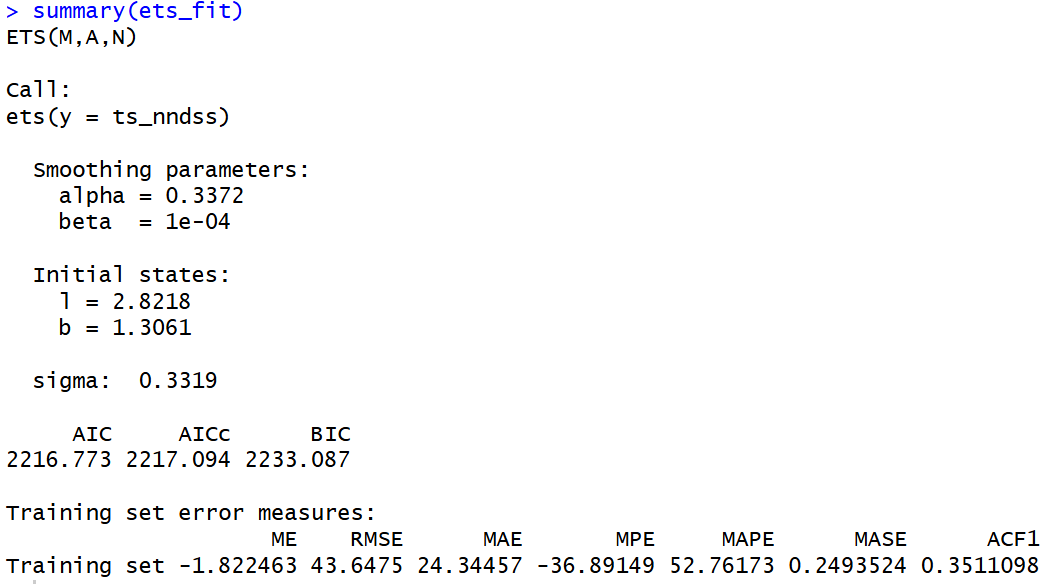 > summary(ets_fit)
ETS(M,A,N)
Call:
ets(y = ts_nndss)
Smoothing parameters:
alpha = 0.3372
beta  = 1e-04
Initial states:
l = 2.8218
b = 1.3061
sigma:  0.3319
AIC     AICc      BIC
2216.773 2217.094 2233.087
Training set error measures:
ME    RMSE      MAE       MPE     MAPE      MASE      ACF1
Training set -1.822463 43.6475 24.34457 -36.89149 52.76173 0.2493524 0.3511098